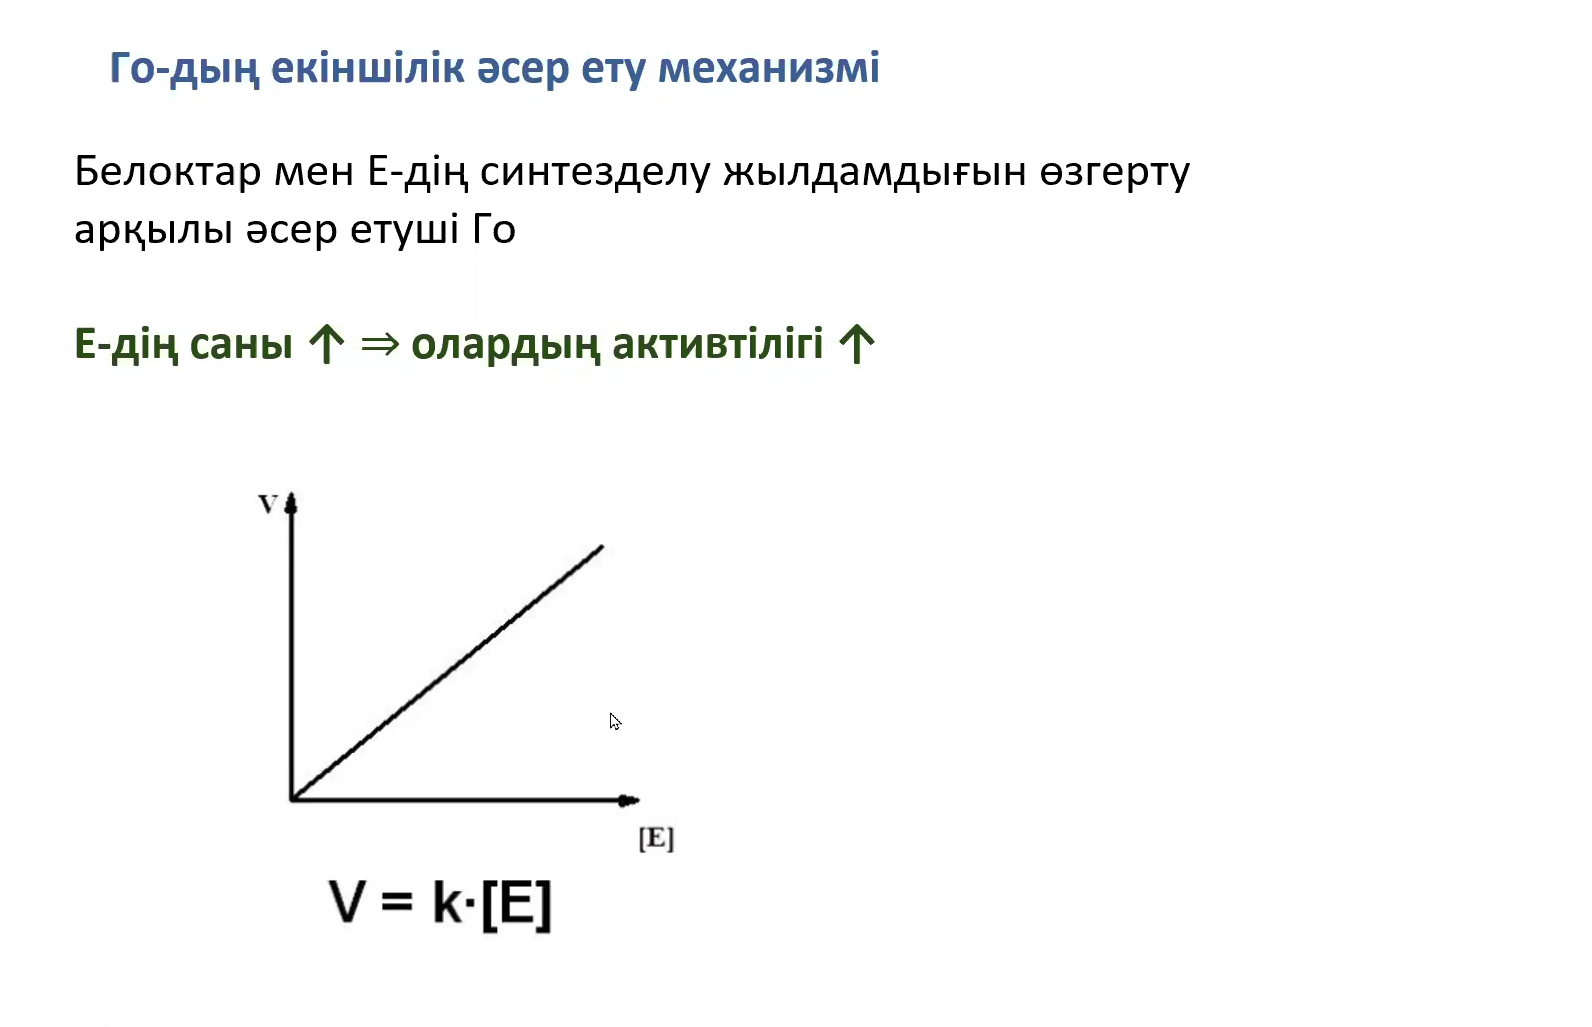 Го-дың екіншілік әсер ету механизмі
Белоктар мен Е-дің синтезделу жылдамдығын өзгерту
арқылы әсер етуші Го
Е-дің саны ↑ ⇒ олардың активтілігі ↑
V
[E]
V = k·[E]